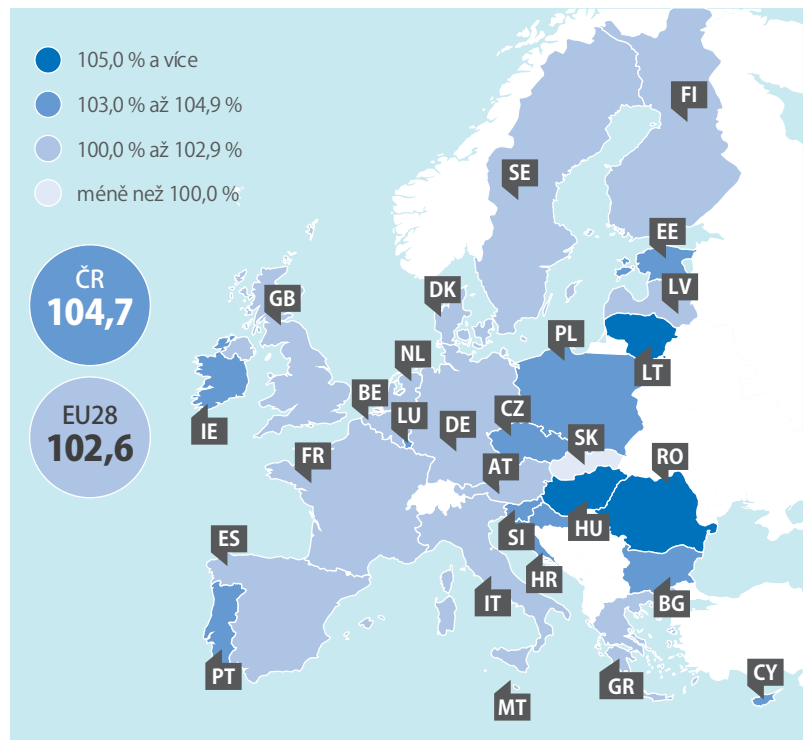 105,0 % a více
103,0 % až 104,9 %
100,0 % až 102,9 %
méně než 100,0 %
FI
SE
EE
ČR
104,7
GB
DK
LV
PL
NL
LT
BE
EU28
102,6
IE
LU
DE
CZ
SK
FR
AT
RO
ES
SI
HU
HR
IT
BG
PT
MT
GR
CY